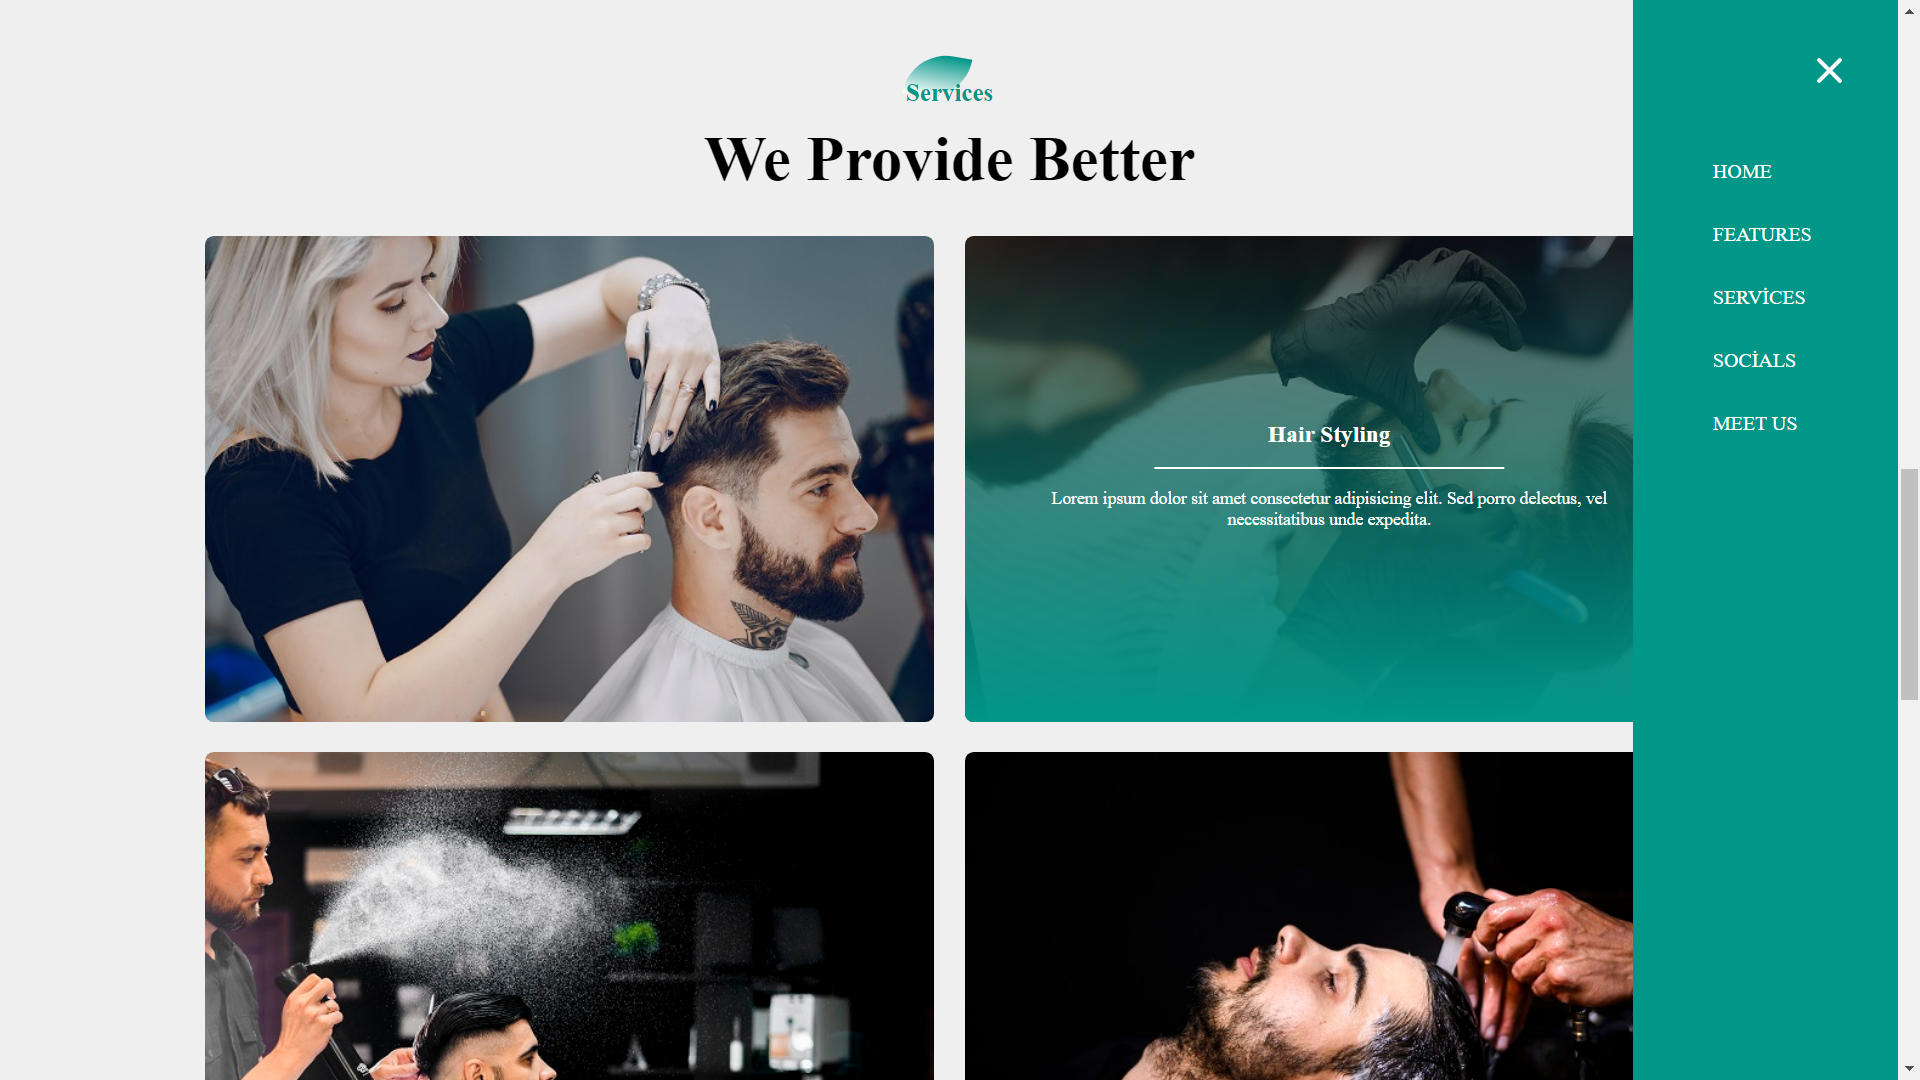 Services
We Provide Better
Hair Styling
Lorem ipsum dolor sit amet consectetur adipisicing elit. Sed porro delectus, vel
necessitatibus unde expedita.
HOME
FEATURES
SERVİCES
SOCİALS
MEET US